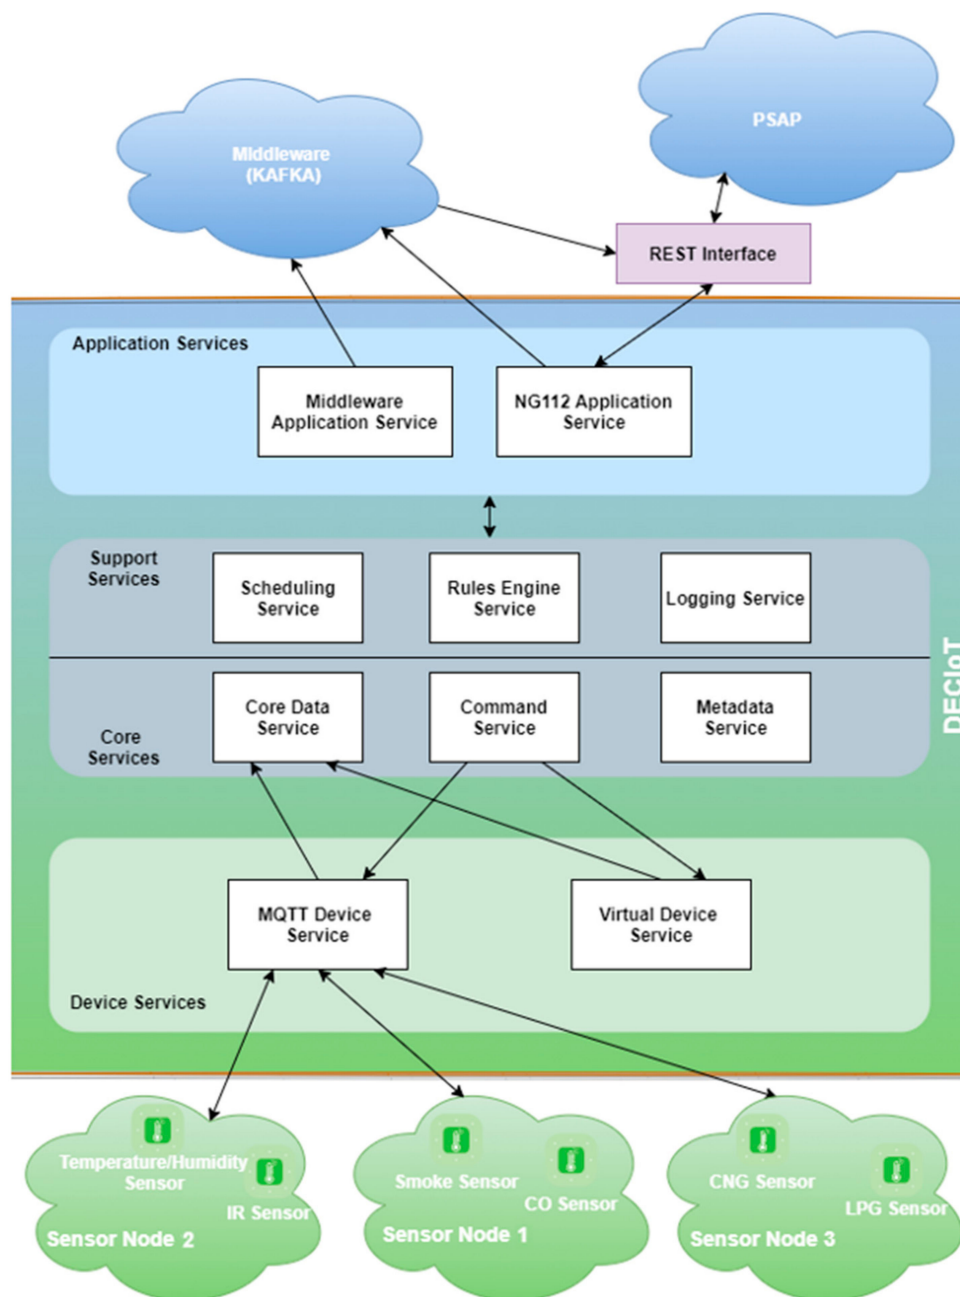 PSAP
Middleware
(KAFKA)
REST Interface
Application Services
Middleware
Application Service
NG112 Application
Service
Support
Services
Scheduling
Service
Rules Engine
Service
Logging Service
DECIoT
Core Data
Service
Command
Service
Metadata
Service
Core
Services
MQTT Device
Service
Virtual Device
Service
Device Services
Temperature/Humidity
Sensor
IR Sensor
Sensor Node 2
Smoke Sensor
CO Sensor
Sensor Node 1
CNG Sensor
LPG Sensor
Sensor Node 3